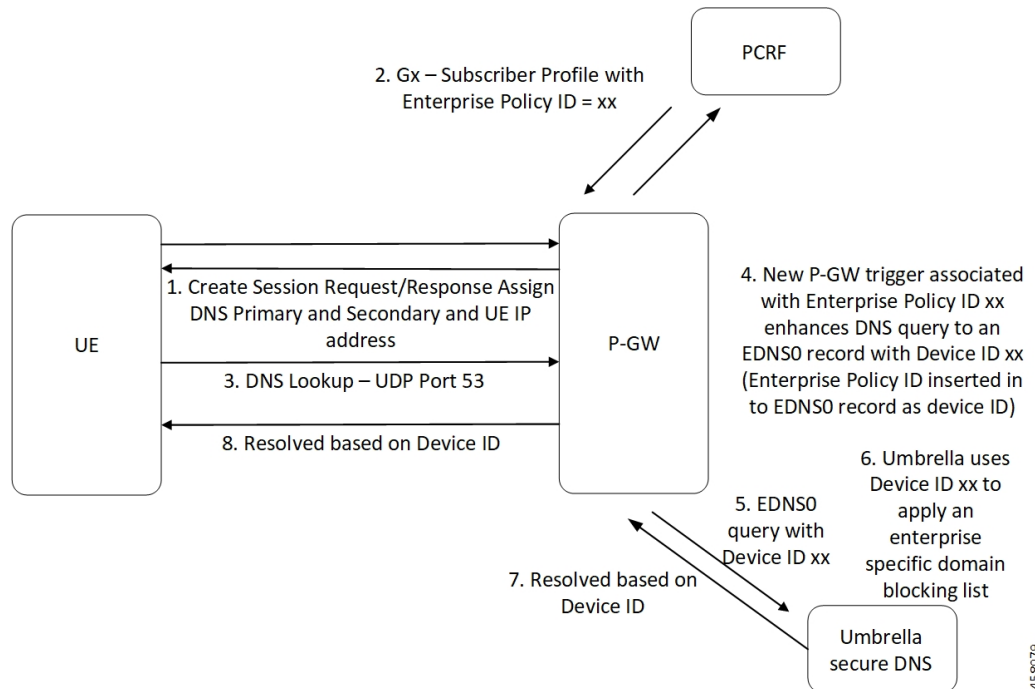 PCRF
2. Gx – Subscriber Profile with
Enterprise Policy ID = xx
UE
1. Create Session Request/Response Assign
DNS Primary and Secondary and UE IP
address
3. DNS Lookup – UDP Port 53
8. Resolved based on Device ID
P-GW
4. New P-GW trigger associated
with Enterprise Policy ID xx
enhances DNS query to an
EDNS0 record with Device ID xx
(Enterprise Policy ID inserted in
to EDNS0 record as device ID)
5. EDNS0
query with
Device ID xx
6. Umbrella uses
Device ID xx to
apply an
enterprise
specific domain
blocking list
7. Resolved based on
Device ID
Umbrella
secure DNS
458979